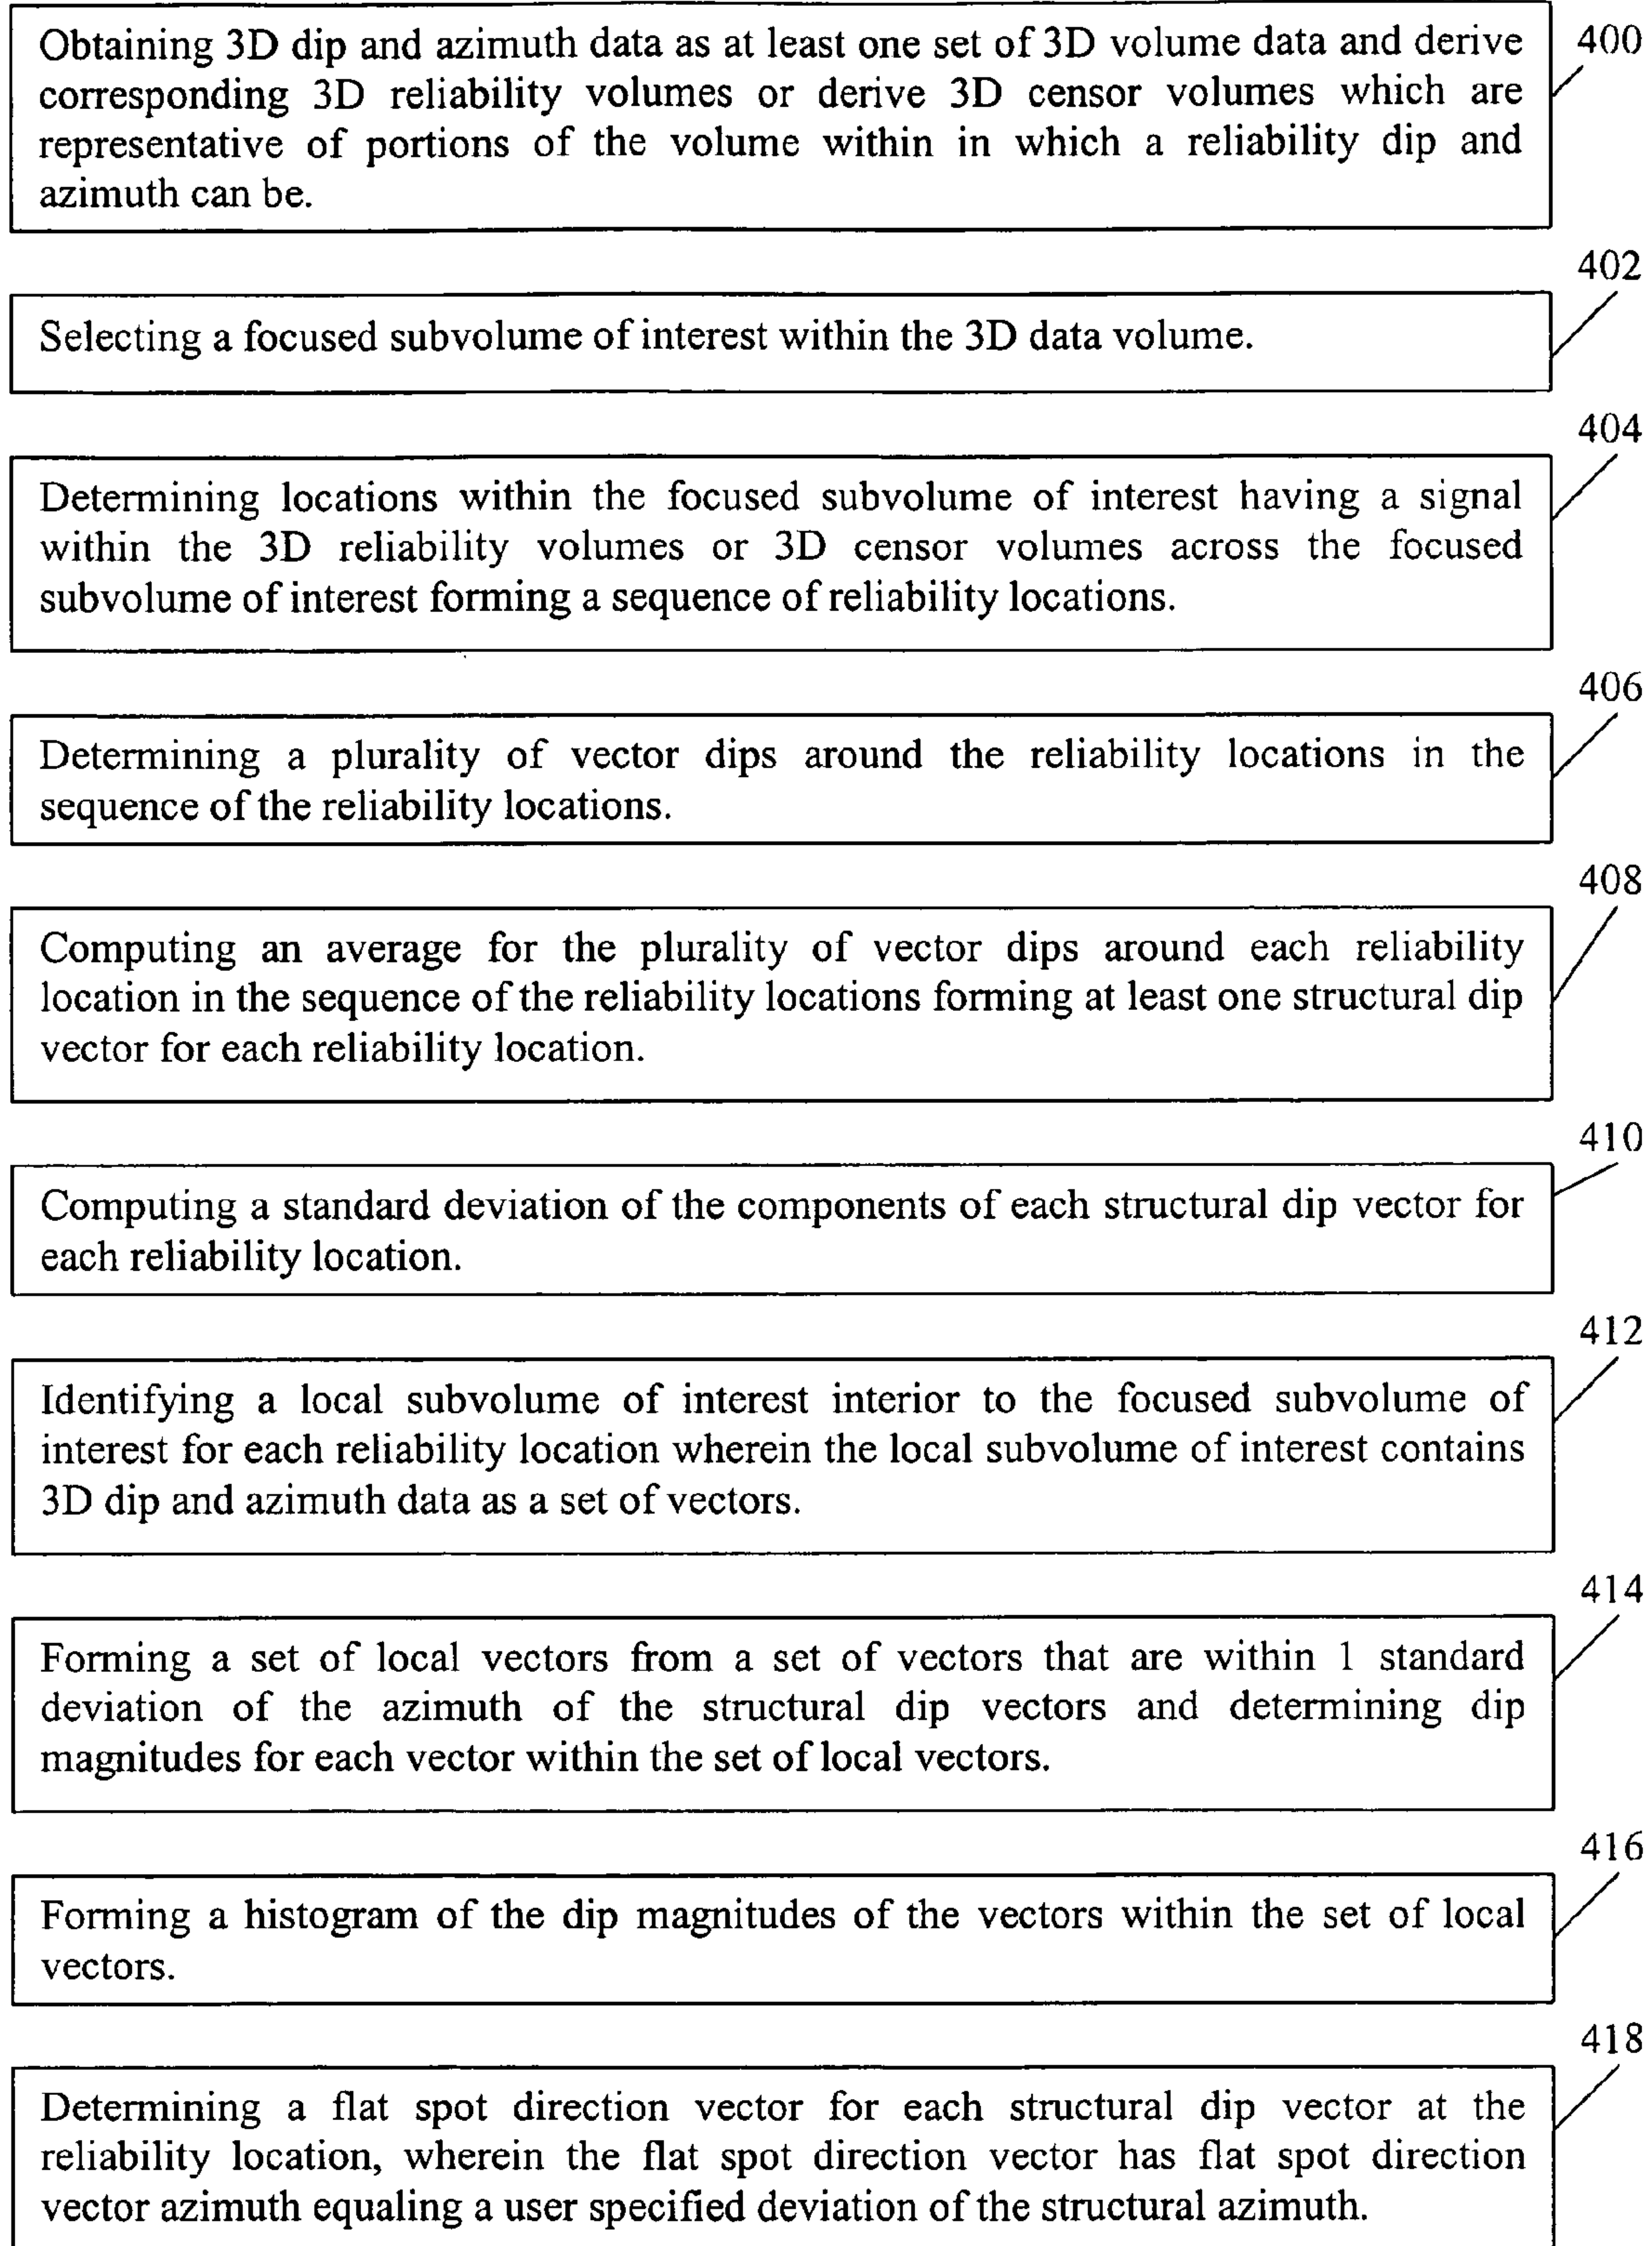 400
Obtaining 3D dip and azimuth data as at least one set of 3D volume data and derive
corresponding 3D reliability volumes or derive 3D censor volumes which are
representative of portions of the volume within in which a reliability dip and
azimuth can be.
402
Selecting a focused subvolume of interest within the 3D data volume.
404
Determining locations within the focused subvolume of interest having a signal
within the 3D reliability volumes or 3D censor volumes across the focused
subvolume of interest forming a sequence of reliability locations.
406
Determining a plurality of vector dips around the reliability locations in the
sequence of the reliability locations.
408
Computing an average for the plurality of vector dips around each reliability
location in the sequence of the reliability locations forming at least one structural dip
vector for each reliability location.
410
Computing a standard deviation of the components of each structural dip vector for
each reliability location.
412
Identifying a local subvolume of interest interior to the focused subvolume of
interest for each reliability location wherein the local subvolume of interest contains
3D dip and azimuth data as a set of vectors.
414
Forming a set of local vectors from a set of vectors that are within 1 standard
deviation of the azimuth of the structural dip vectors and determining dip
magnitudes for each vector within the set of local vectors.
416
Forming a histogram of the dip magnitudes of the vectors within the set of local
vectors.
418
Determining a flat spot direction vector for each structural dip vector at the
reliability location, wherein the flat spot direction vector has flat spot direction
vector azimuth equaling a user specified deviation of the structural azimuth.